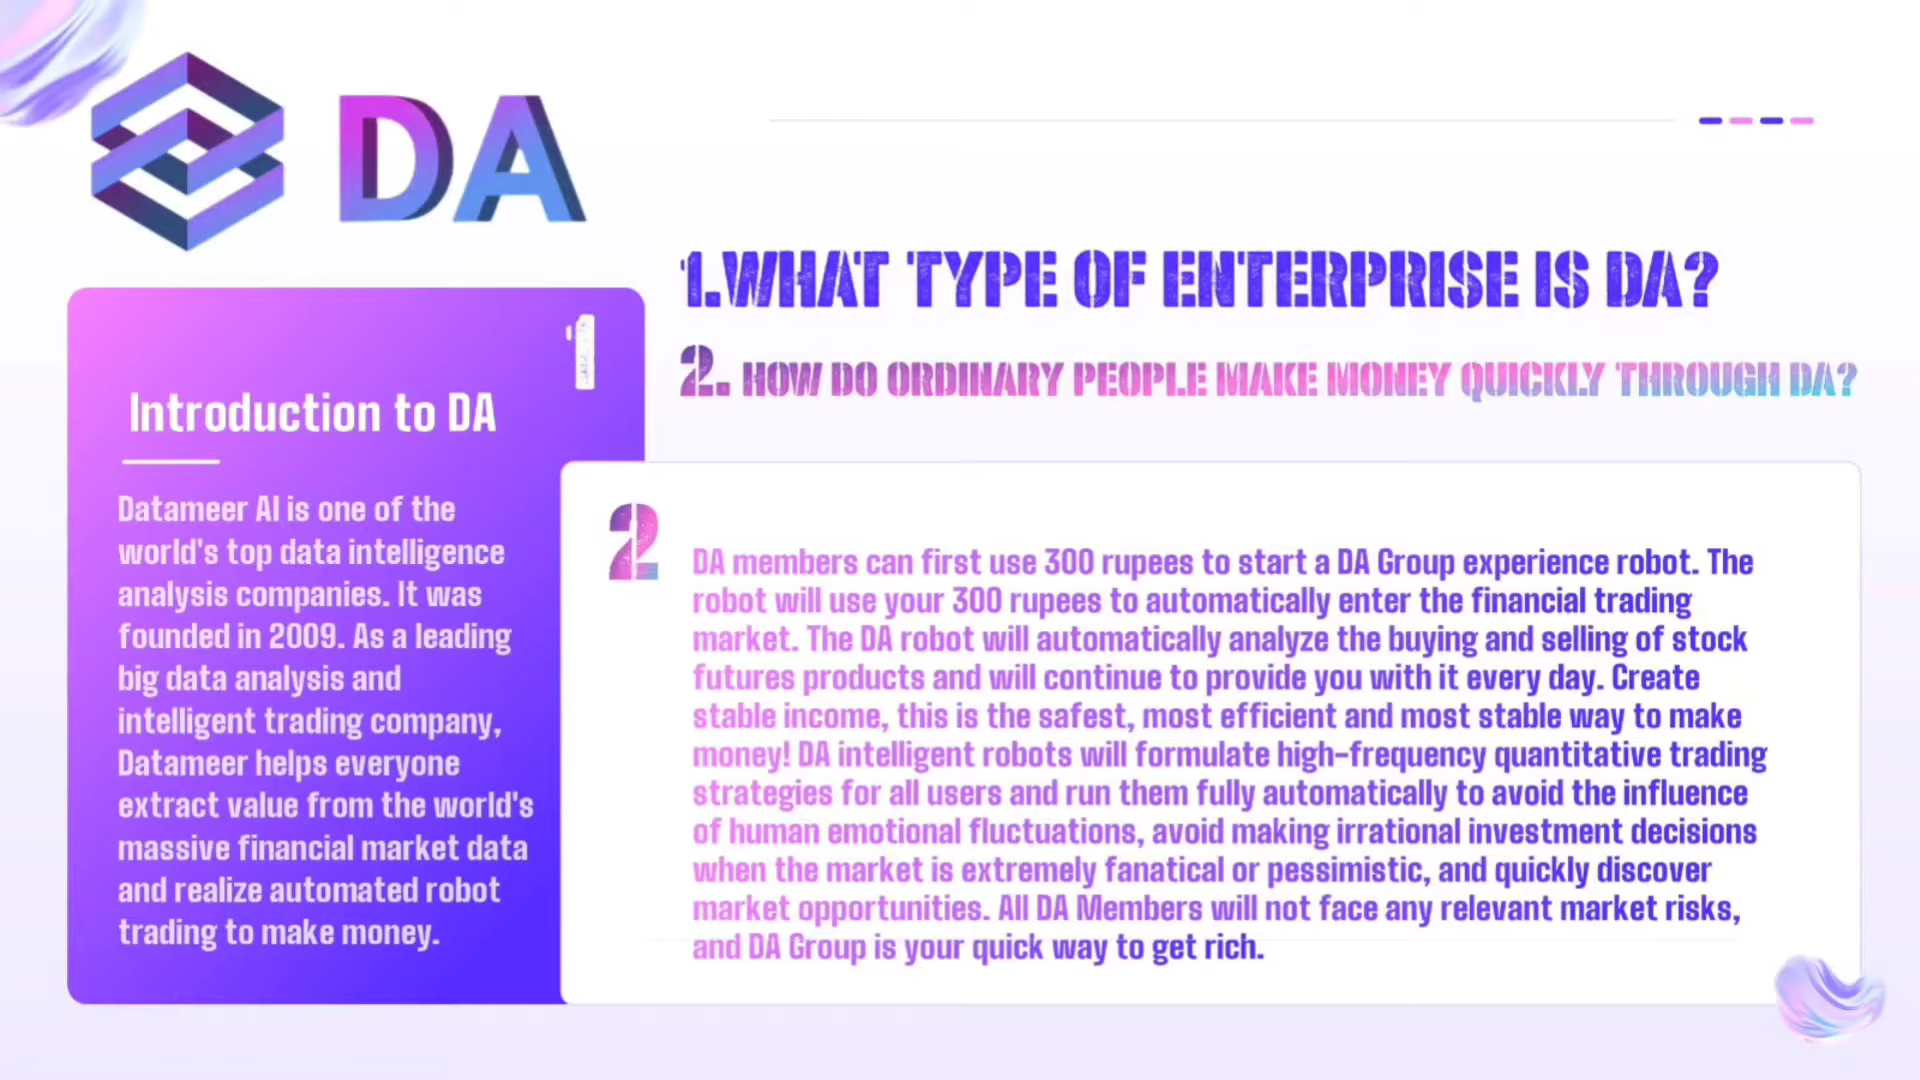 DA
1.WHAT TYPE OF ENTERPRISE IS DA?
2. HOW DO ORDINARY PEOPLE MAKE MONEY QUICKLY THROUGH DA?
1
Introduction to DA
Datameer AI is one of the
world's top data intelligence
analysis companies. It was
founded in 2009. As a leading
big data analysis and
intelligent trading company,
Datameer helps everyone
extract value from the world's
massive financial market data
and realize automated robot
trading to make money.
2
DA members can first use 300 rupees to start a DA Group experience robot. The
robot will use your 300 rupees to automatically enter the financial trading
market. The DA robot will automatically analyze the buying and selling of stock
futures products and will continue to provide you with it every day. Create
stable income, this is the safest, most efficient and most stable way to make
money! DA intelligent robots will formulate high-frequency quantitative trading
strategies for all users and run them fully automatically to avoid the influence
of human emotional fluctuations, avoid making irrational investment decisions
when the market is extremely fanatical or pessimistic, and quickly discover
market opportunities. All DA Members will not face any relevant market risks,
and DA Group is your quick way to get rich.